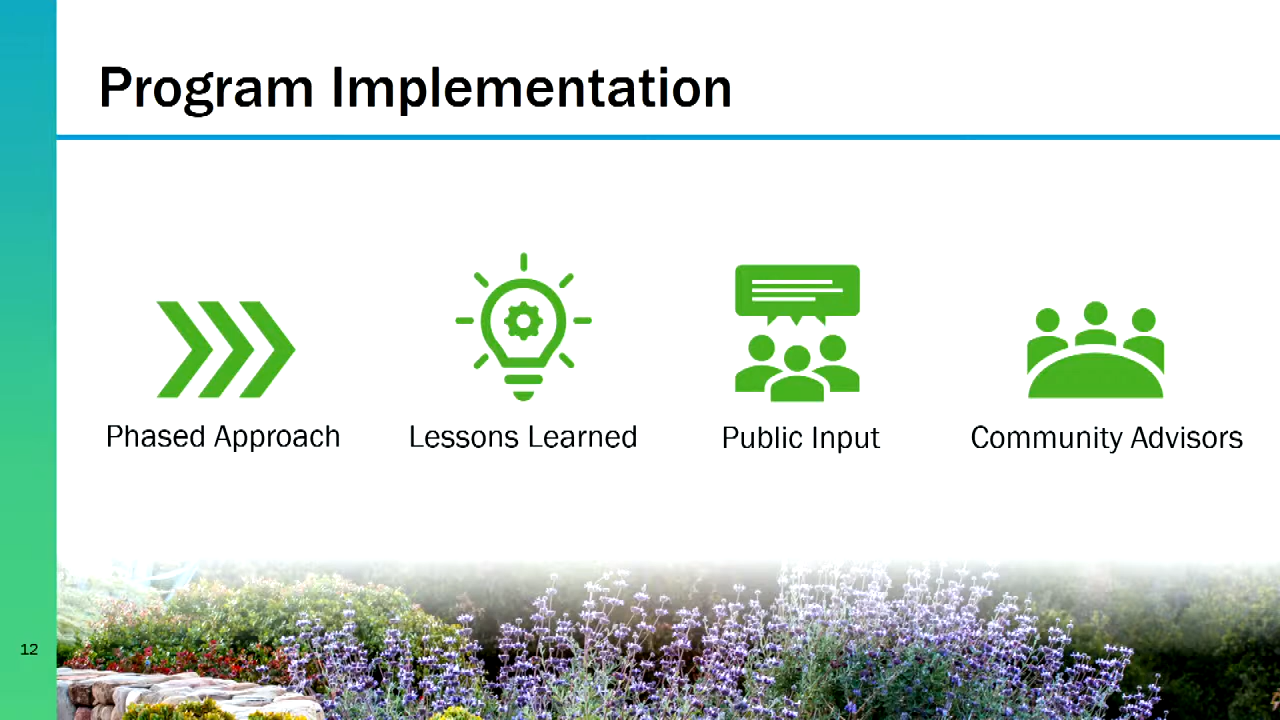 Program Implementation
Phased Approach
Lessons Learned
Public Input
Community Advisors
12